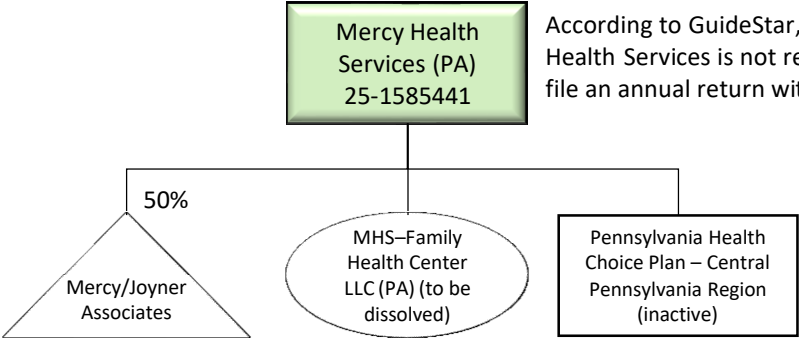 Mercy Health
Services (PA)
25-1585441
According to GuideStar,
Health Services is not re
file an annual return wit
50%
Mercy/Joyner
Associates
MHS–Family
Health Center
LLC (PA) (to be
dissolved)
Pennsylvania Health
Choice Plan – Central
Pennsylvania Region
(inactive)